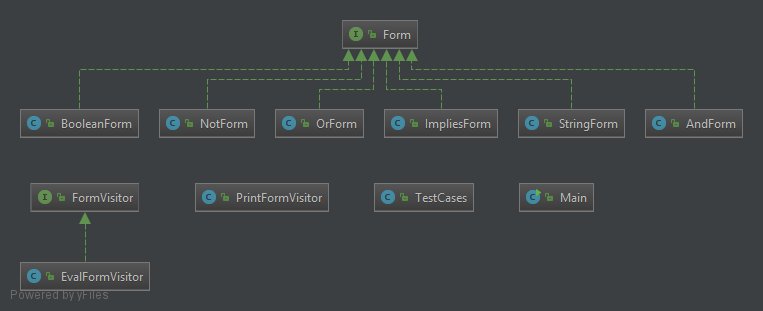 I Form
C BooleanForm C NotForm C OrForm C ImpliesForm C StringForm C AndForm
I FormVisitor C PrintFormVisitor C TestCases C Main
C EvalFormVisitor
Powered by yFiles